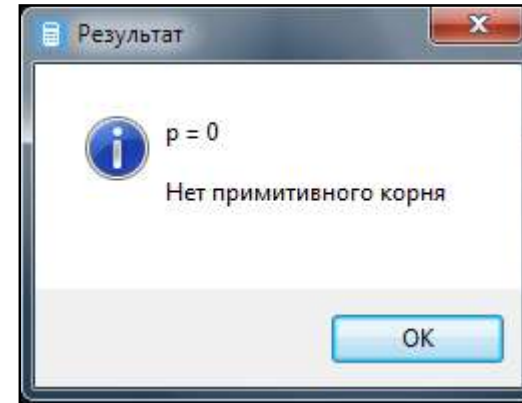 Результат
p = 0
Нет примитивного корня
OK